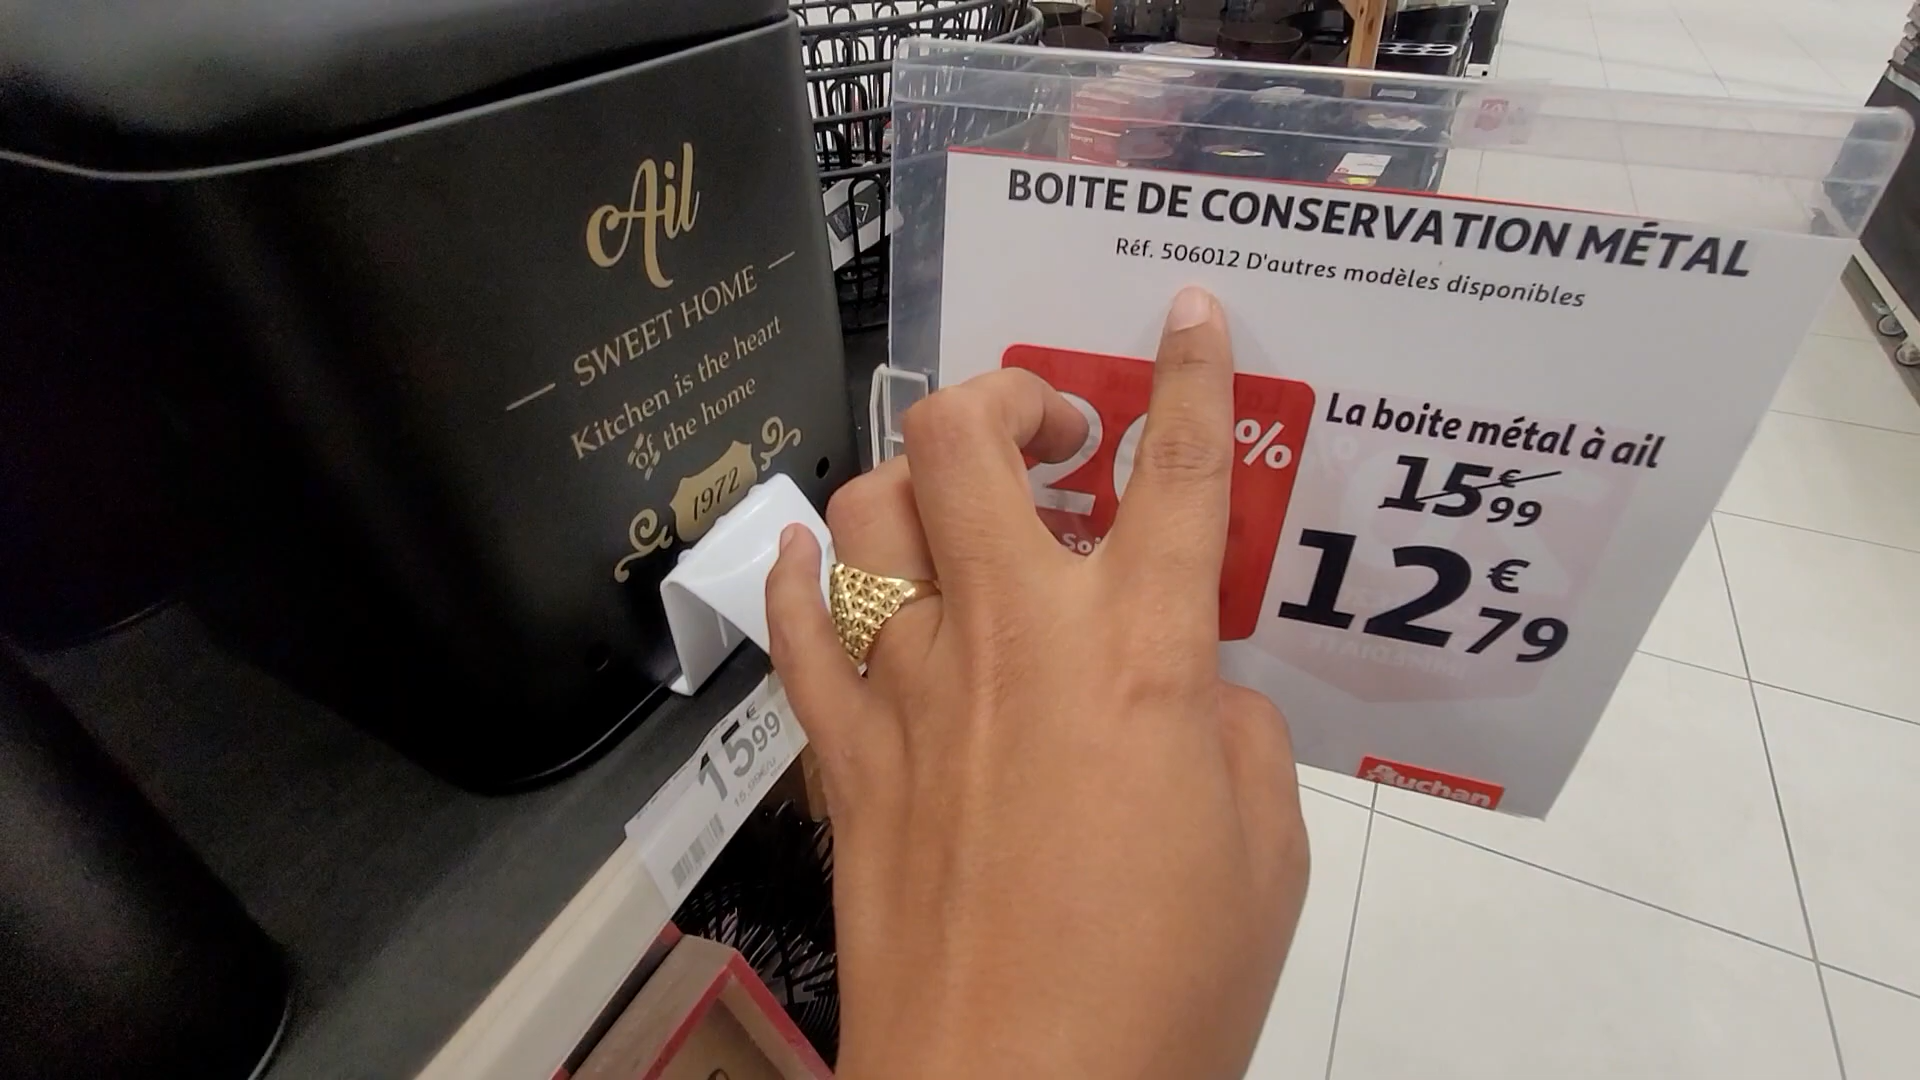 Ail
SWEET HOME
Kitchen is the heart
of the home
1972
BOITE DE CONSERVATION MÉTAL
Réf. 506012 D'autres modèles disponibles
%
La boite métal à ail
15€99
12€79
Auchan
15€99